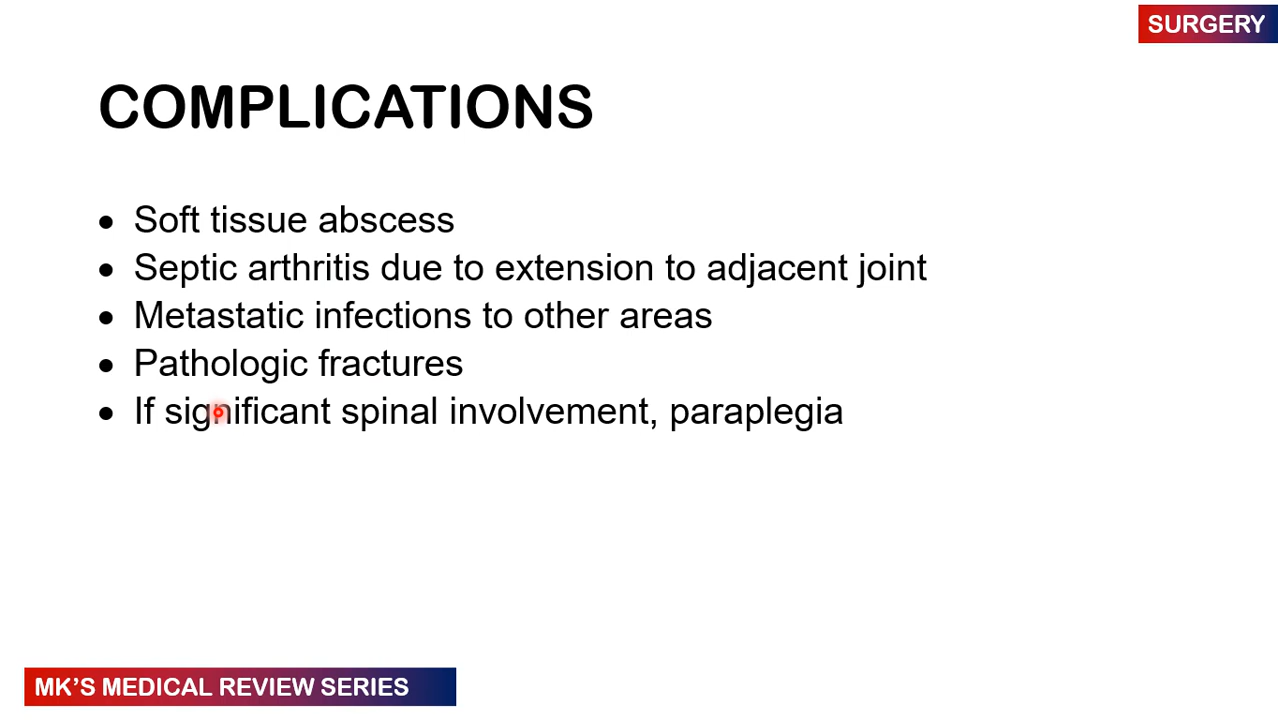 SURGERY
COMPLICATIONS
• Soft tissue abscess
• Septic arthritis due to extension to adjacent joint
• Metastatic infections to other areas
• Pathologic fractures
• If significant spinal involvement, paraplegia
MK’S MEDICAL REVIEW SERIES